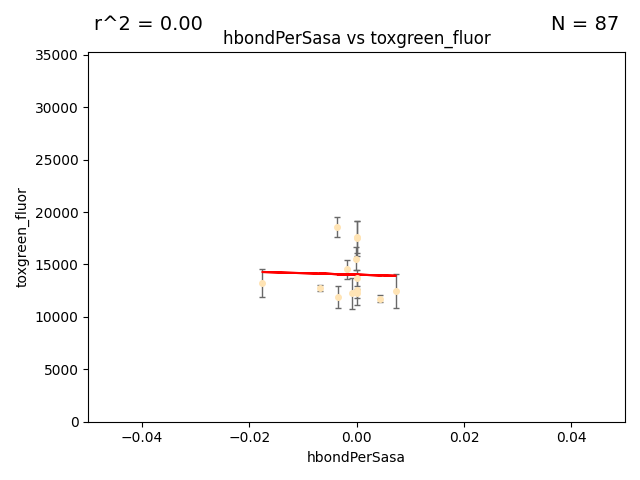 r^2 = 0.00
N = 87
hbondPerSasa vs toxgreen_fluor
35000
30000
25000
20000
15000
10000
5000
0
toxgreen_fluor
−0.04
−0.02
0.00
0.02
0.04
hbondPerSasa